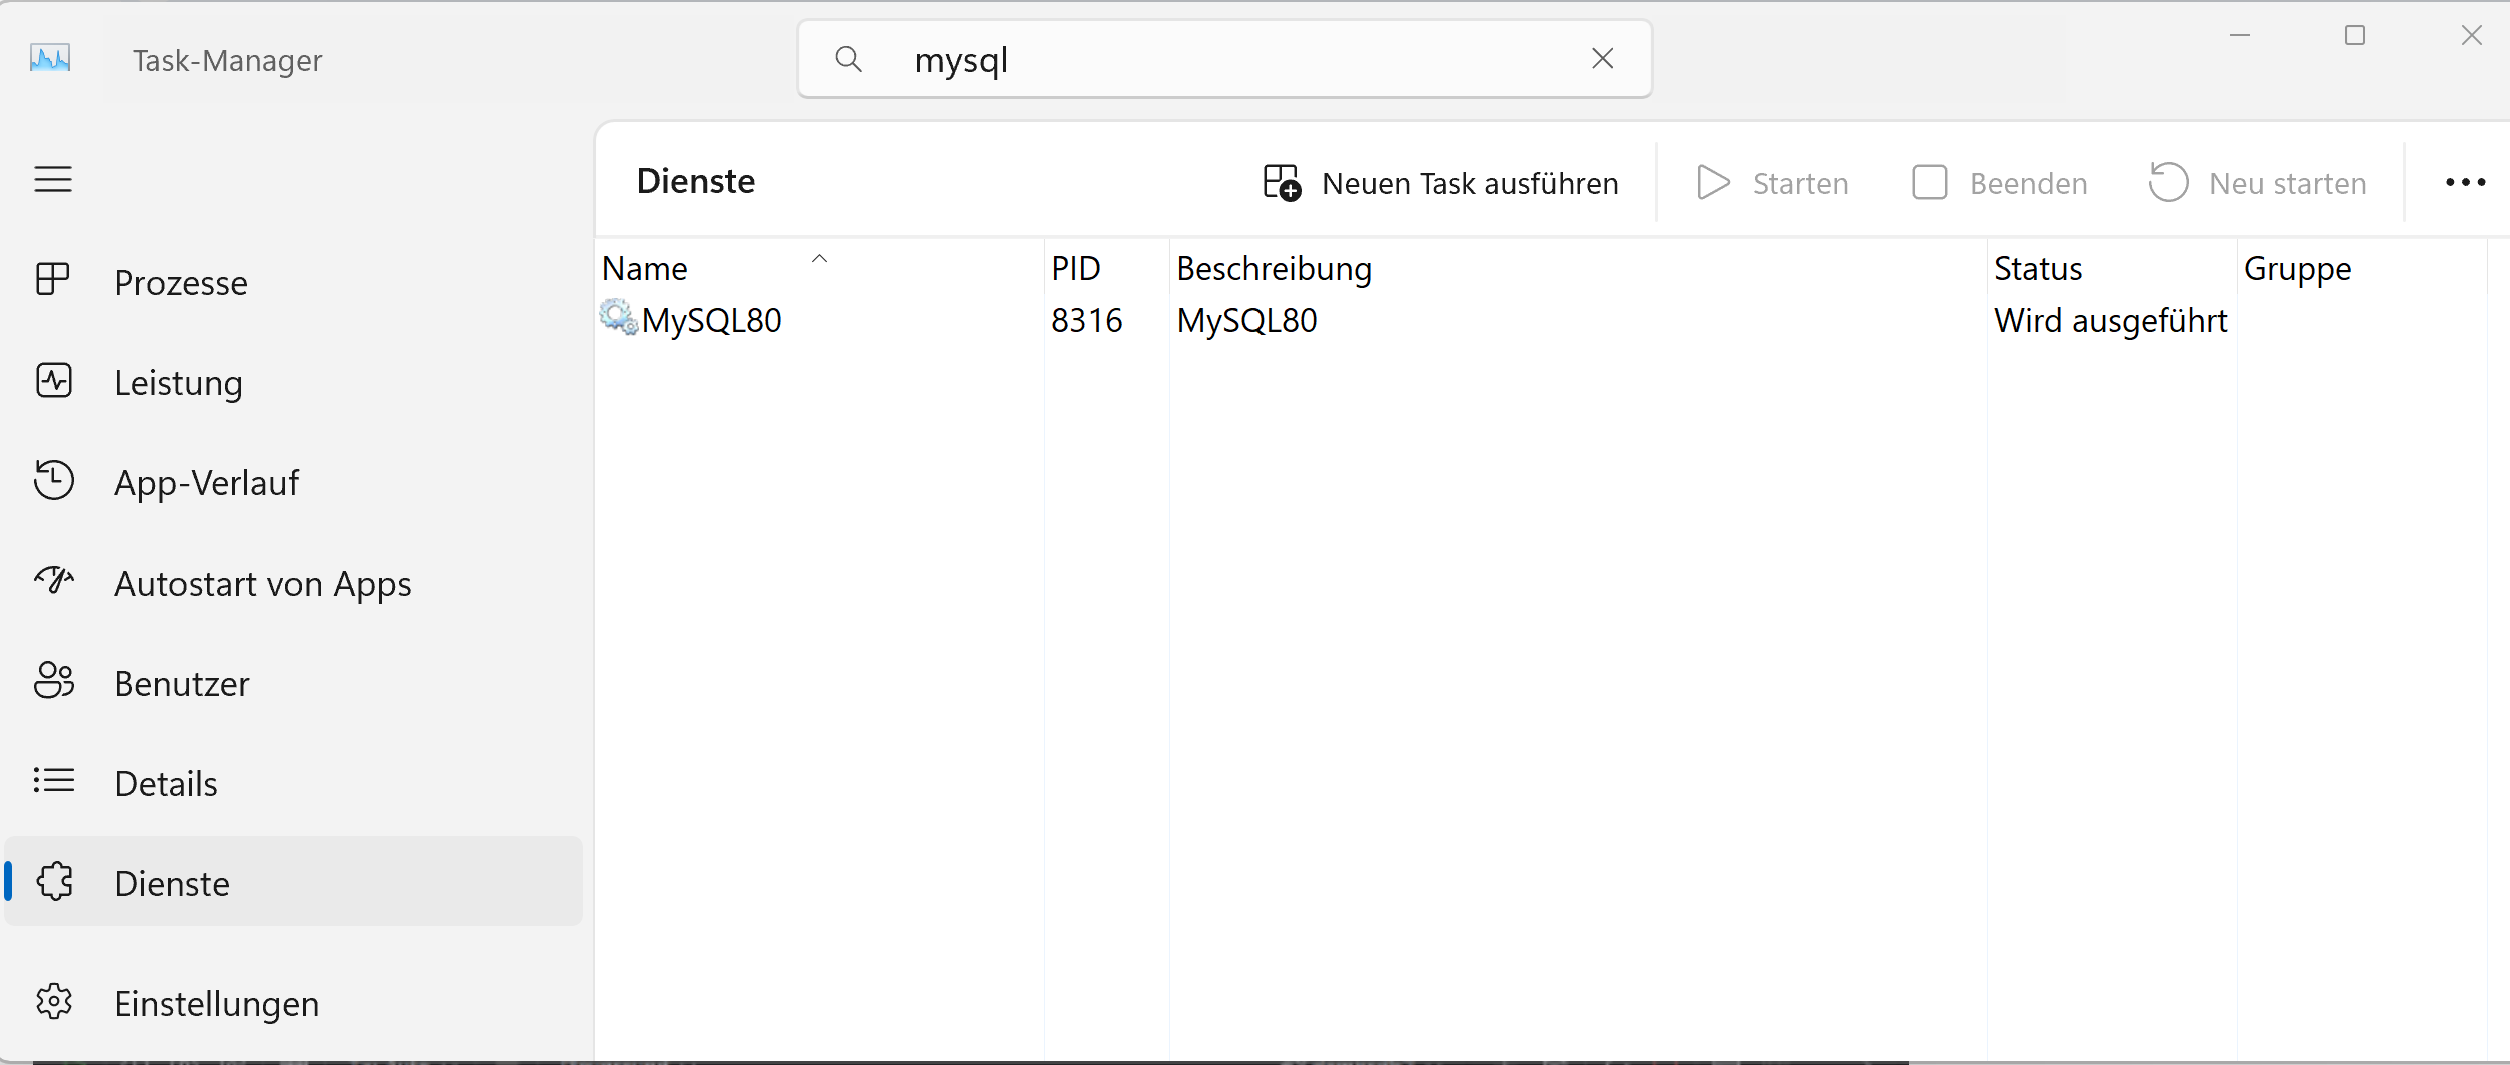 Task-Manager
mysql
Dienste
Neuen Task ausführen
Starten
Beenden
Neu starten
Prozesse
Leistung
App-Verlauf
Autostart von Apps
Benutzer
Details
Dienste
Einstellungen
Name PID Beschreibung Status Gruppe
MySQL80 8316 MySQL80 Wird ausgeführt